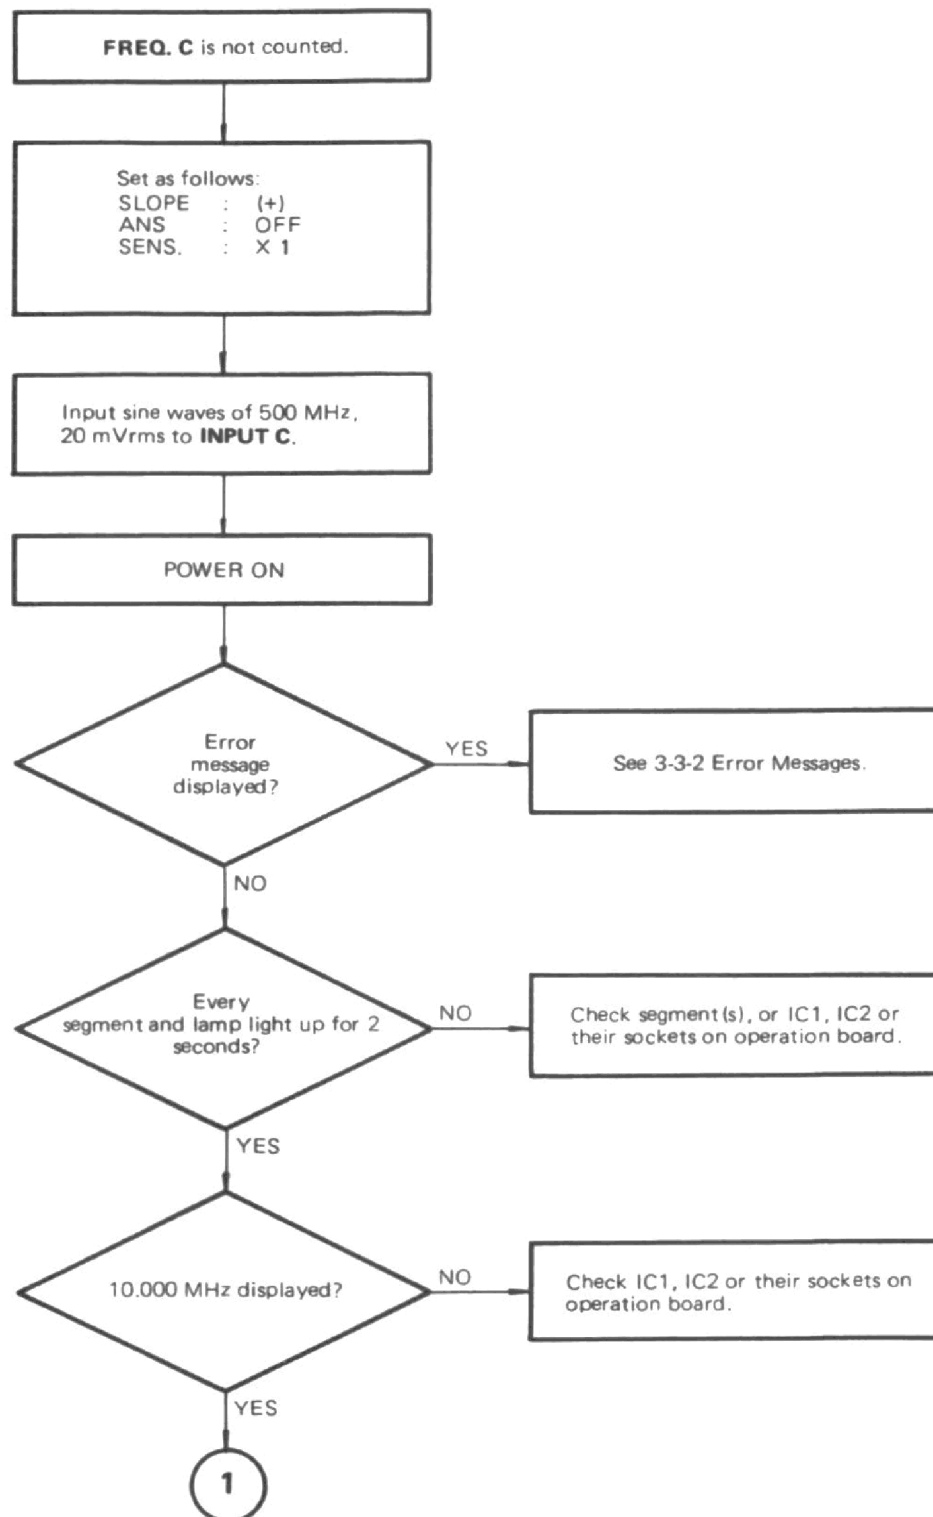 FREQ. C is not counted.
Set as follows:
SLOPE : (+)
ANS : OFF
SENS. : X 1
Input sine waves of 500 MHz,
20 mVrms to INPUT C.
POWER ON
Error
message
displayed?
YES
See 3-3-2 Error Messages.
NO
Every
segment and lamp light up for 2
seconds?
NO
Check segment(s), or IC1, IC2 or
their sockets on operation board.
YES
10.000 MHz displayed?
NO
Check IC1, IC2 or their sockets on
operation board.
YES
1